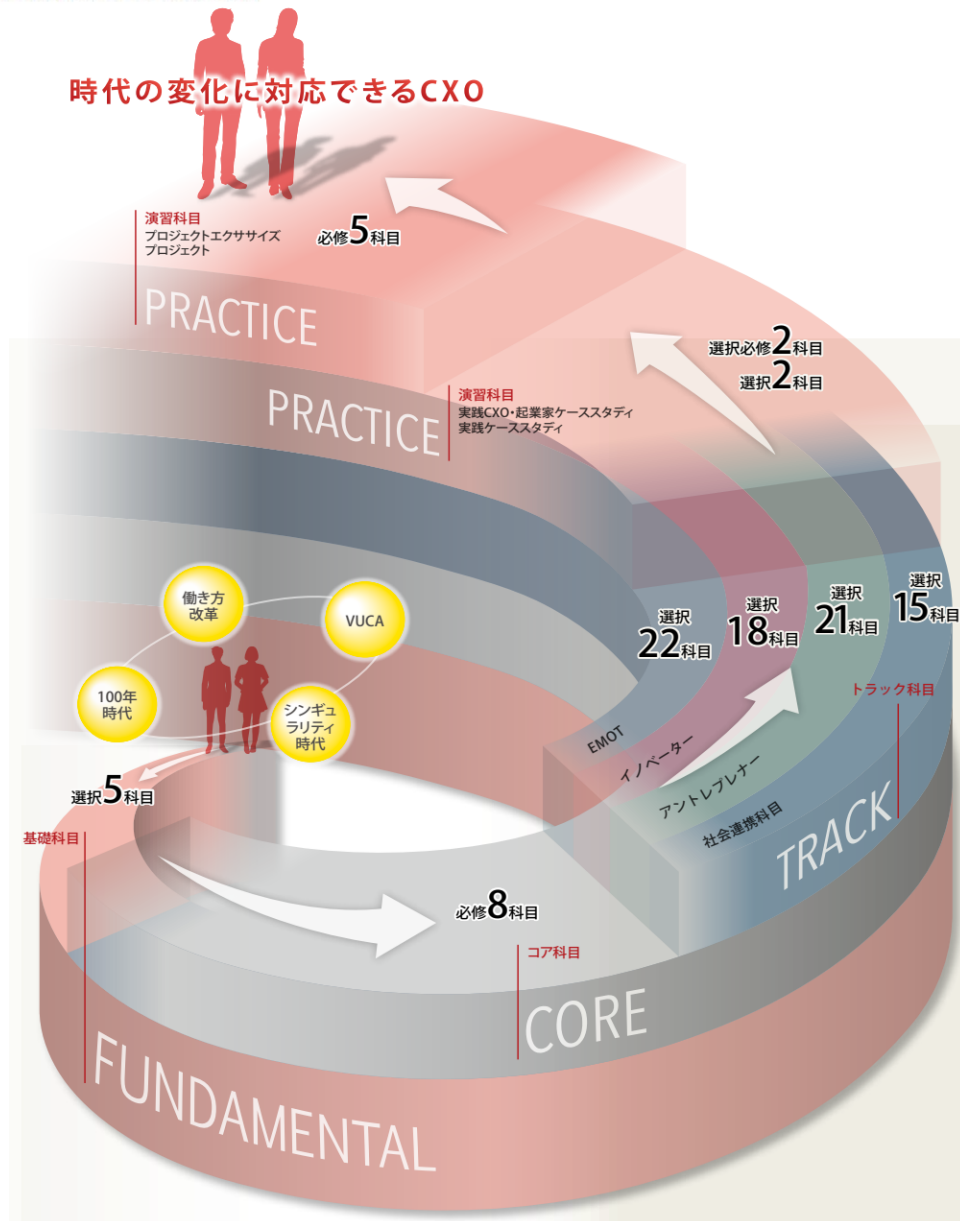 時代の変化に対応できるCXO
演習科目
プロジェクトエクササイズ
プロジェクト
必修5科目
PRACTICE
選択必修2科目
選択2科目
演習科目
実践CXO・起業家ケーススタディ
実践ケーススタディ
PRACTICE
選択
22科目
選択
18科目
選択
21科目
選択
15科目
トラック科目
EMOT
イノベーター
アントレプレナー
社会連携科目
TRACK
働き方
改革
VUCA
100年
時代
シンギュ
ラリティ
時代
選択5科目
基礎科目
必修8科目
コア科目
CORE
FUNDAMENTAL